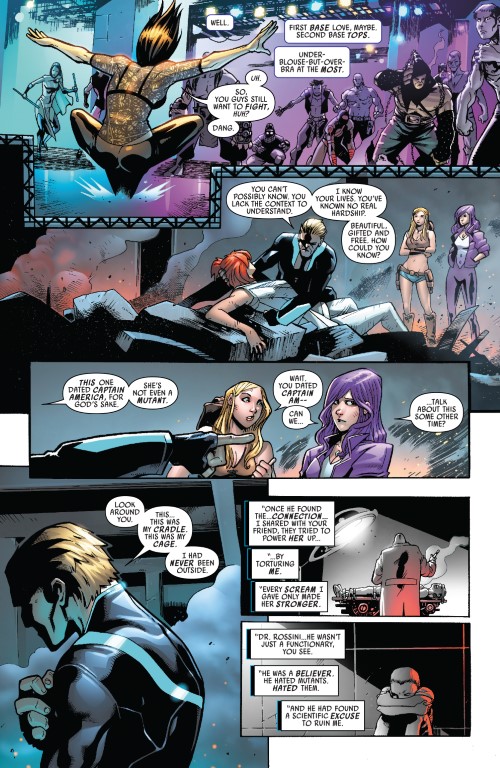 WELL.
FIRST BASE LOVE, MAYBE.
SECOND BASE TOPS.
UNDER-
BLOUSE-BUT-OVER-
BRA AT THE MOST.
UH.
SO,
YOU GUYS STILL
WANT TO FIGHT,
HUH?
DANG.
YOU CAN'T
POSSIBLY KNOW. YOU
LACK THE CONTEXT TO
UNDERSTAND.
I KNOW
YOUR LIVES. YOU'VE
KNOWN NO REAL
HARDSHIP.
BEAUTIFUL,
GIFTED AND
FREE. HOW
COULD YOU
KNOW?
THIS ONE
DATED CAPTAIN
AMERICA, FOR
GOD'S SAKE.
SHE'S
NOT EVEN A
MUTANT.
WAIT.
YOU DATED
CAPTAIN
AM--
CAN
WE...
...TALK
ABOUT THIS
SOME OTHER
TIME?
LOOK
AROUND
YOU.
THIS...
THIS WAS
MY CRADLE.
THIS WAS MY
CAGE.
I HAD
NEVER BEEN
OUTSIDE.
"ONCE HE FOUND
THE...CONNECTION...
I SHARED WITH YOUR
FRIEND, THEY TRIED TO
POWER HER UP...
"...BY
TORTURING
ME.
"EVERY SCREAM I
GAVE ONLY MADE
HER STRONGER.
"DR. ROSSINI...HE WASN'T
JUST A FUNCTIONARY,
YOU SEE.
"HE WAS A BELIEVER.
HE HATED MUTANTS.
HATED THEM.
"AND HE HAD FOUND
A SCIENTIFIC EXCUSE
TO RUIN ME.